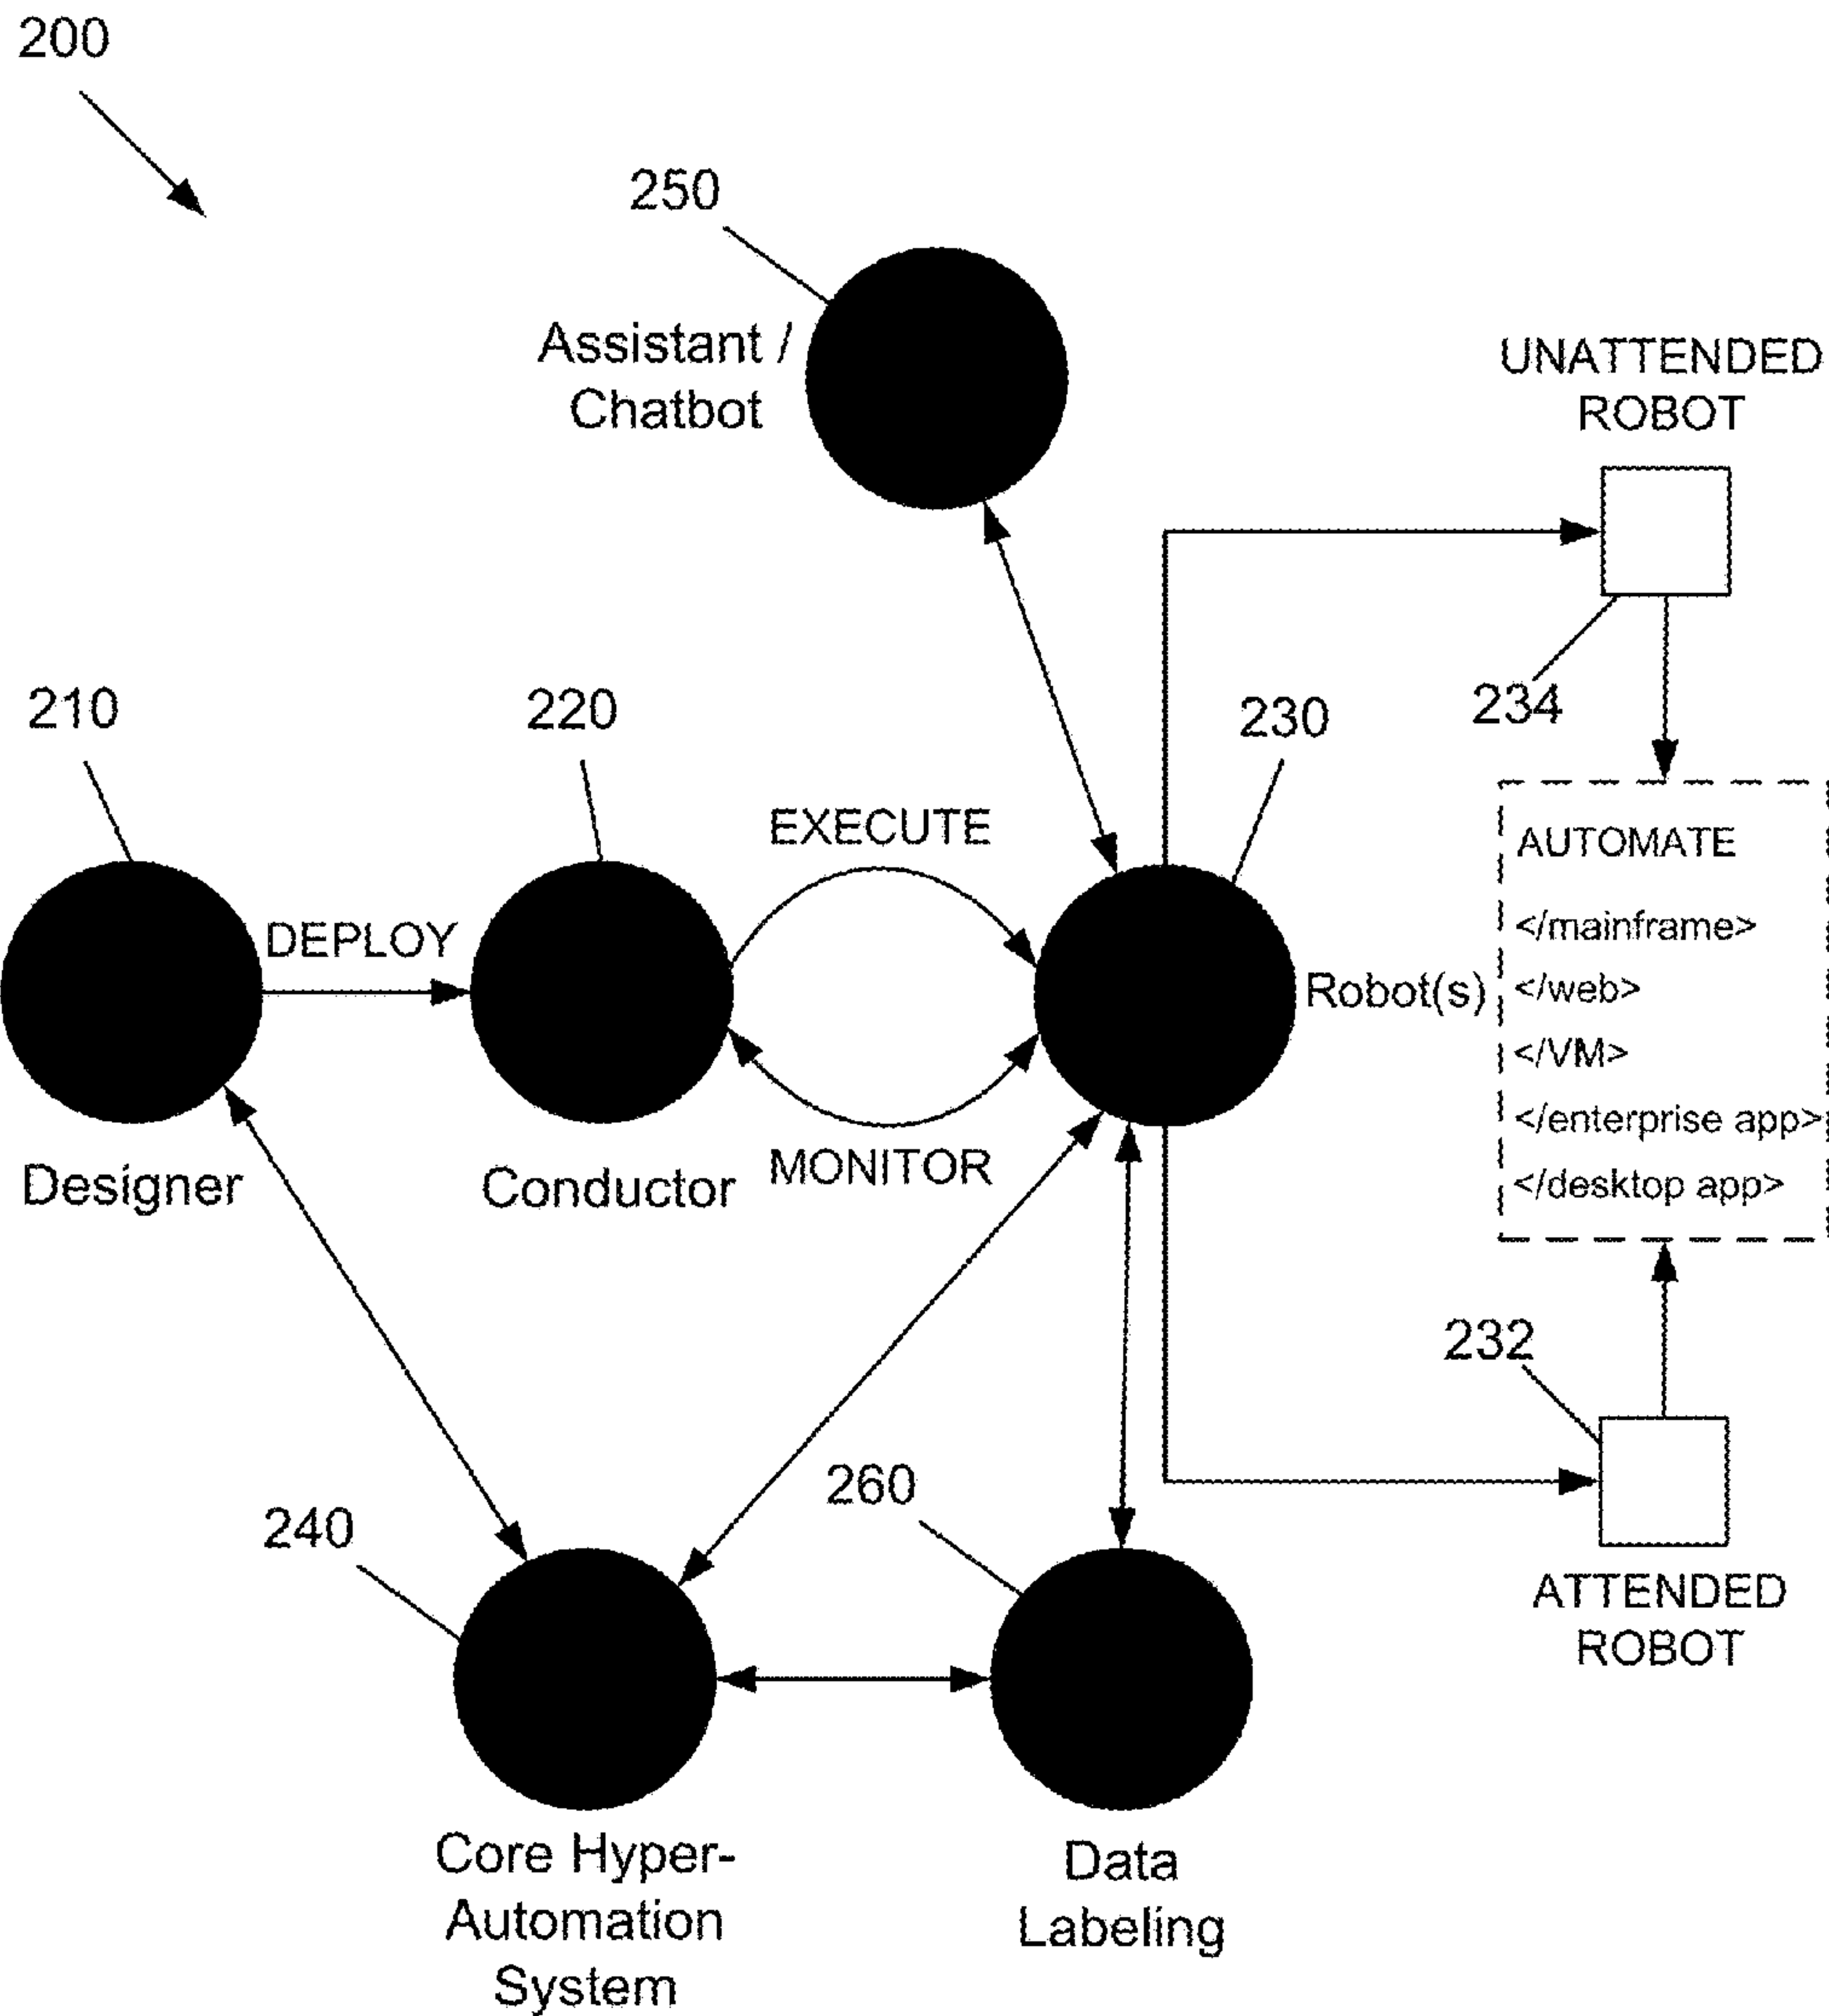 200
250
Assistant /
Chatbot
UNATTENDED
ROBOT
234
210
220
230
EXECUTE
DEPLOY
MONITOR
Designer
Conductor
Robot(s)
AUTOMATE
</mainframe>
</web>
</VM>
</enterprise app>
</desktop app>
232
ATTENDED
ROBOT
240
260
Core Hyper-
Automation
System
Data
Labeling